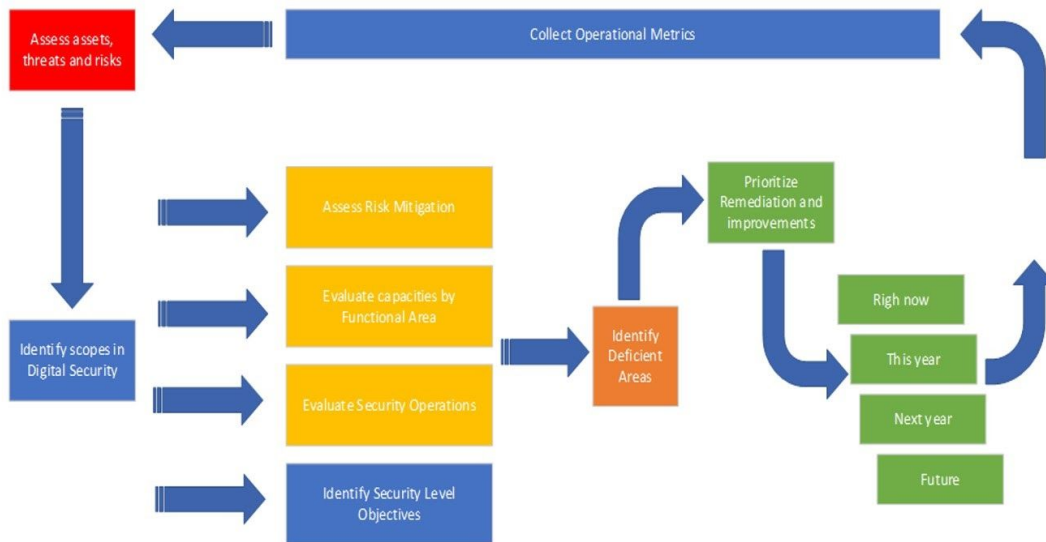 Assess assets,
threats and risks
Collect Operational Metrics
Assess Risk Mitigation
Prioritize
Remediation and
improvements
Evaluate capacities by
Functional Area
Righ now
Identify scopes in
Digital Security
Identify
Deficient
Areas
This year
Evaluate Security Operations
Next year
Identify Security Level
Objectives
Future